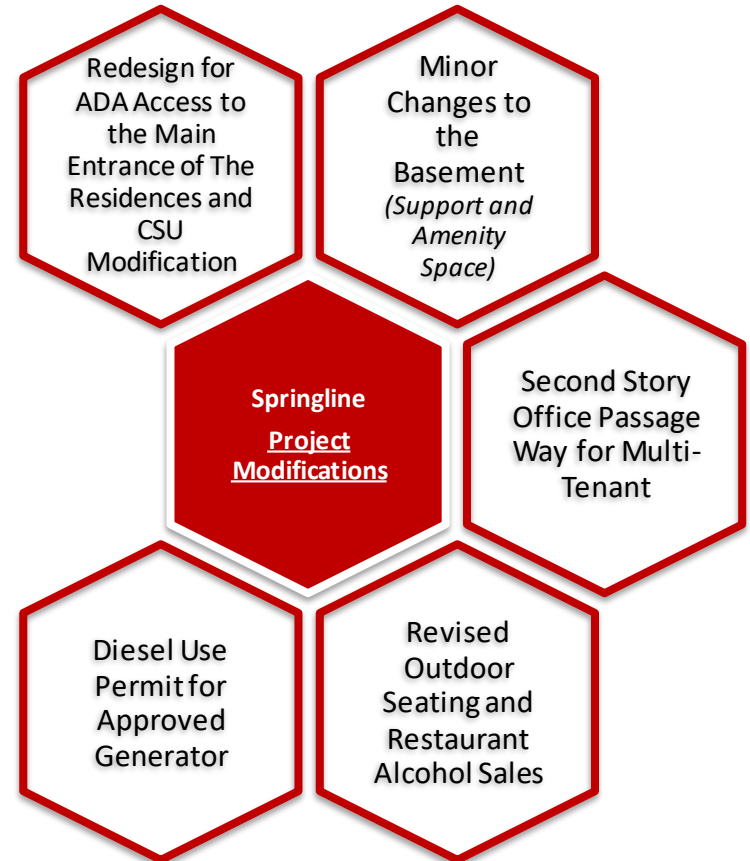 Redesign for
ADA Access to
the Main
Entrance of The
Residences and
CSU
Modification
Minor
Changes to
the
Basement
(Support and
Amenity
Space)
Springline
Project
Modifications
Second Story
Office Passage
Way for Multi-
Tenant
Diesel Use
Permit for
Approved
Generator
Revised
Outdoor
Seating and
Restaurant
Alcohol Sales